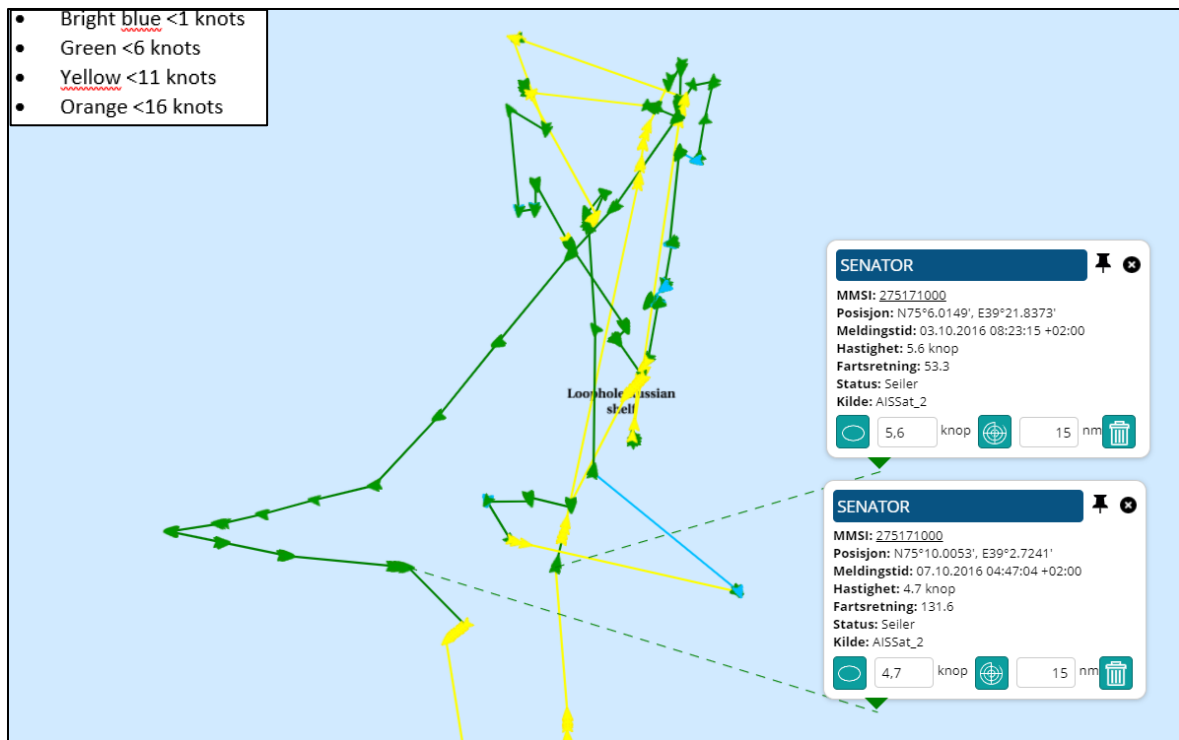 • Bright blue <1 knots
• Green <6 knots
• Yellow <11 knots
• Orange <16 knots
Loophole Russian
shelf
SENATOR
MMSI: 275171000
Posisjon: N75°6.0149', E39°21.8373'
Meldingstid: 03.10.2016 08:23:15 +02:00
Hastighet: 5.6 knop
Fartsretning: 53.3
Status: Seiler
Kilde: AISSat_2
5,6 knop 15 nm
SENATOR
MMSI: 275171000
Posisjon: N75°10.0053', E39°2.7241'
Meldingstid: 07.10.2016 04:47:04 +02:00
Hastighet: 4.7 knop
Fartsretning: 131.6
Status: Seiler
Kilde: AISSat_2
4,7 knop 15 nm